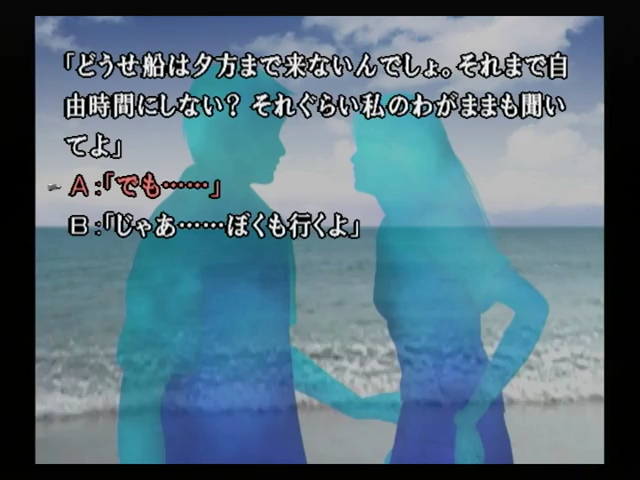 「どうせ船は夕方まで来ないんでしょ。それまで自
由時間にしない? それぐらい私のわがままも聞い
てよ」
A:「でも……」
B:「じゃあ……ぼくも行くよ」